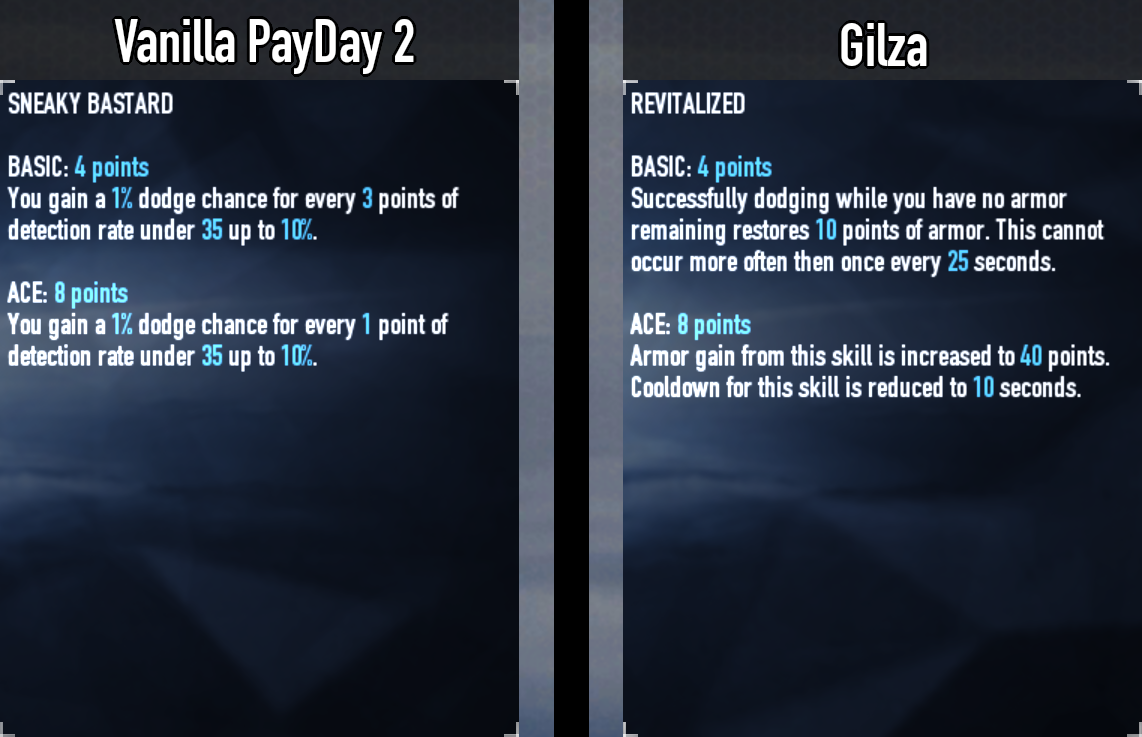 Vanilla PayDay 2
SNEAKY BASTARD
BASIC: 4 points
You gain a 1% dodge chance for every 3 points of
detection rate under 35 up to 10%.
ACE: 8 points
You gain a 1% dodge chance for every 1 point of
detection rate under 35 up to 10%.
Gilza
REVITALIZED
BASIC: 4 points
Successfully dodging while you have no armor
remaining restores 10 points of armor. This cannot
occur more often then once every 25 seconds.
ACE: 8 points
Armor gain from this skill is increased to 40 points.
Cooldown for this skill is reduced to 10 seconds.